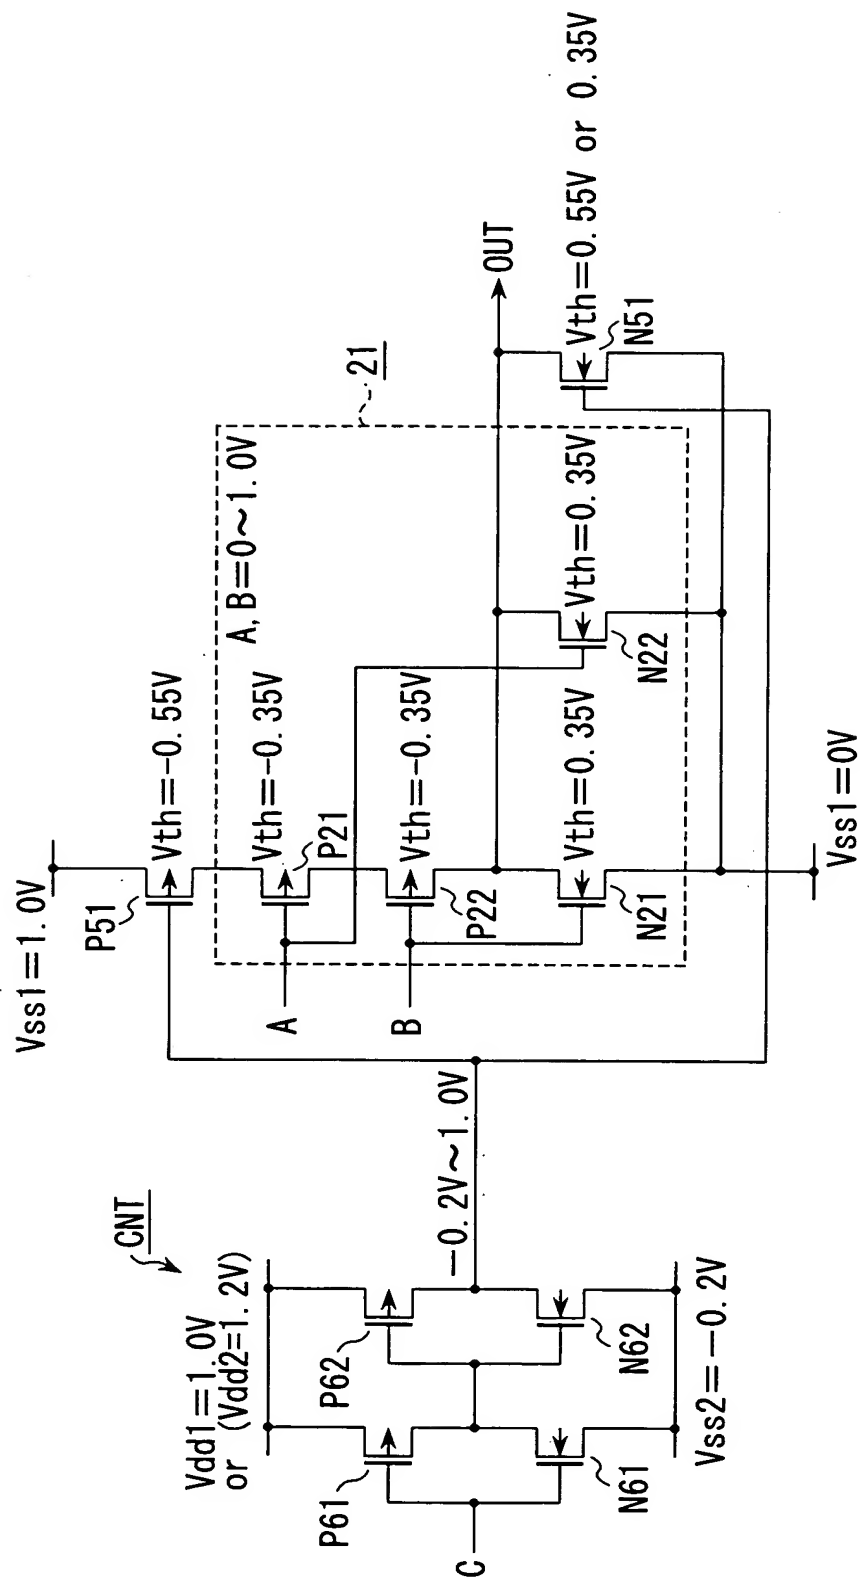 CNT
Vdd1=1.0V
or (Vdd2=1.2V)
P61
P62
C
N61
N62
Vss2=-0.2V
-0.2V~1.0V
Vss1=1.0V
P51
Vth=-0.55V
21
A,B=0~1.0V
Vth=-0.35V
P21
A
Vth=-0.35V
P22
B
Vth=0.35V
N21
Vth=0.35V
N22
OUT
Vth=0.55V or 0.35V
N51
Vss1=0V